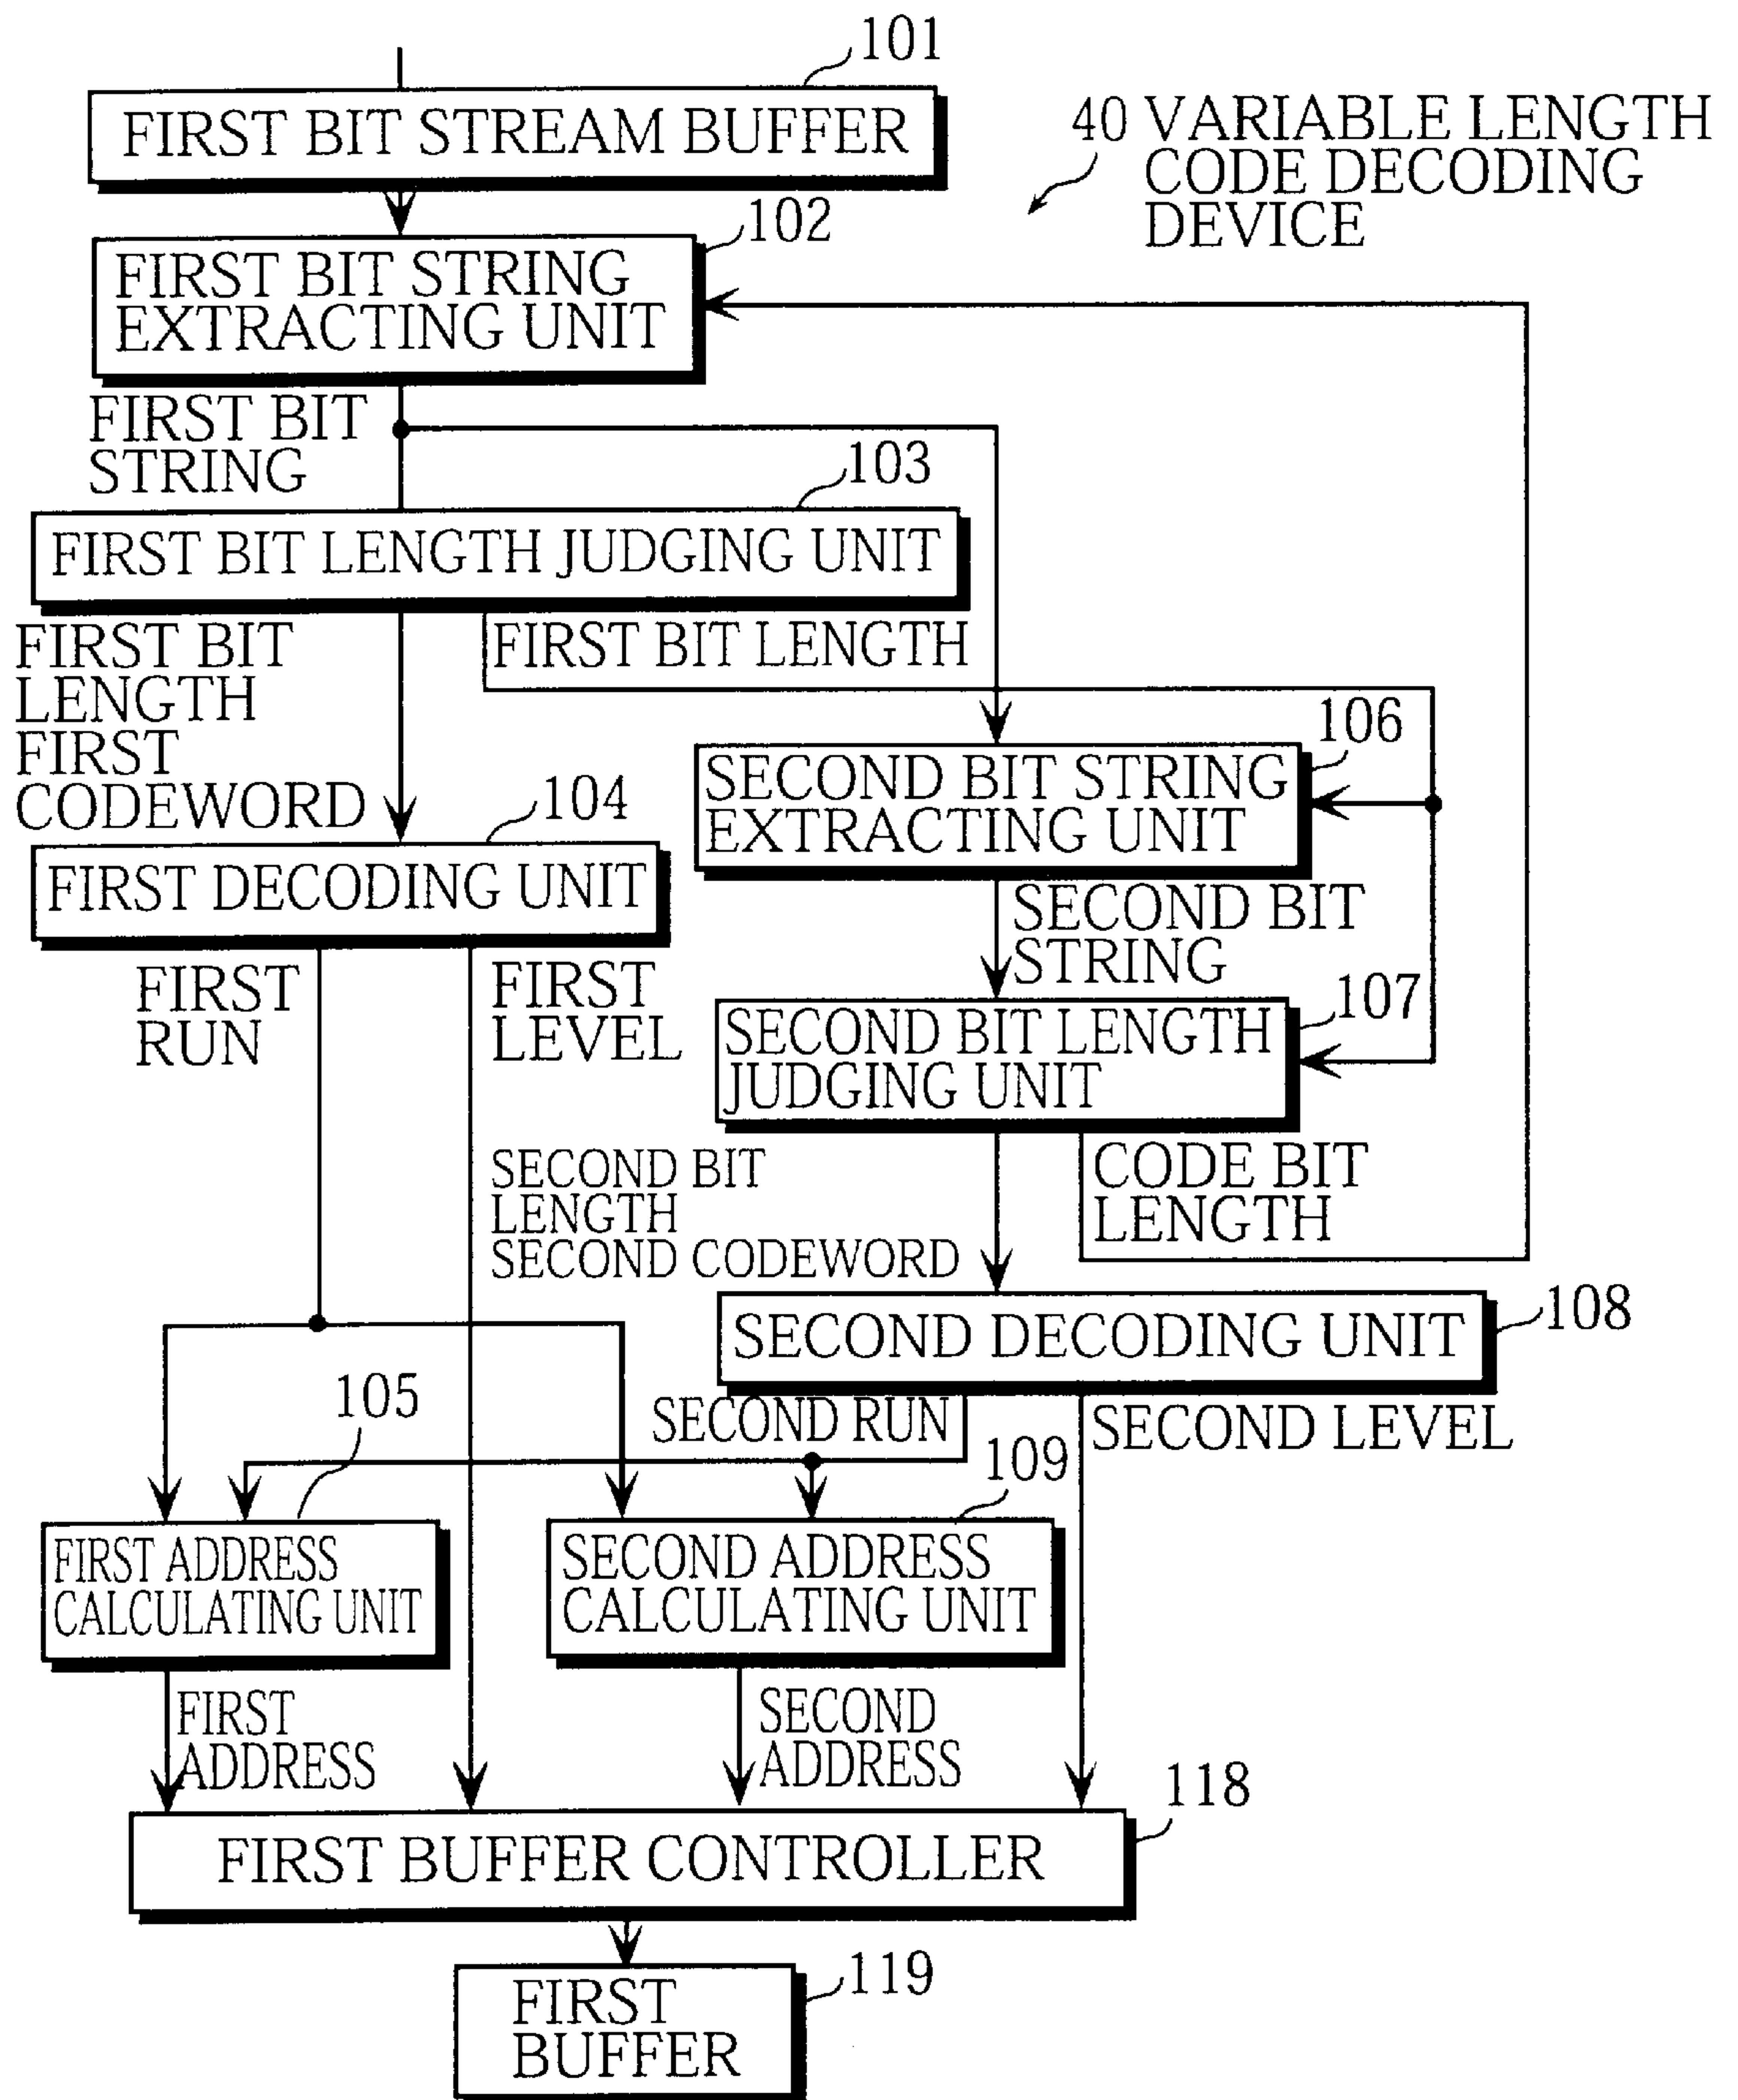 101
FIRST BIT STREAM BUFFER
40 VARIABLE LENGTH
CODE DECODING
DEVICE
102
FIRST BIT STRING
EXTRACTING UNIT
FIRST BIT
STRING
103
FIRST BIT LENGTH JUDGING UNIT
FIRST BIT
LENGTH
FIRST
CODEWORD
FIRST BIT LENGTH
106
SECOND BIT STRING
EXTRACTING UNIT
104
FIRST DECODING UNIT
SECOND BIT
STRING
FIRST
RUN
FIRST
LEVEL
107
SECOND BIT LENGTH
JUDGING UNIT
SECOND BIT
LENGTH
SECOND CODEWORD
CODE BIT
LENGTH
108
SECOND DECODING UNIT
105
SECOND RUN
SECOND LEVEL
109
FIRST ADDRESS
CALCULATING UNIT
SECOND ADDRESS
CALCULATING UNIT
FIRST
ADDRESS
SECOND
ADDRESS
118
FIRST BUFFER CONTROLLER
119
FIRST
BUFFER